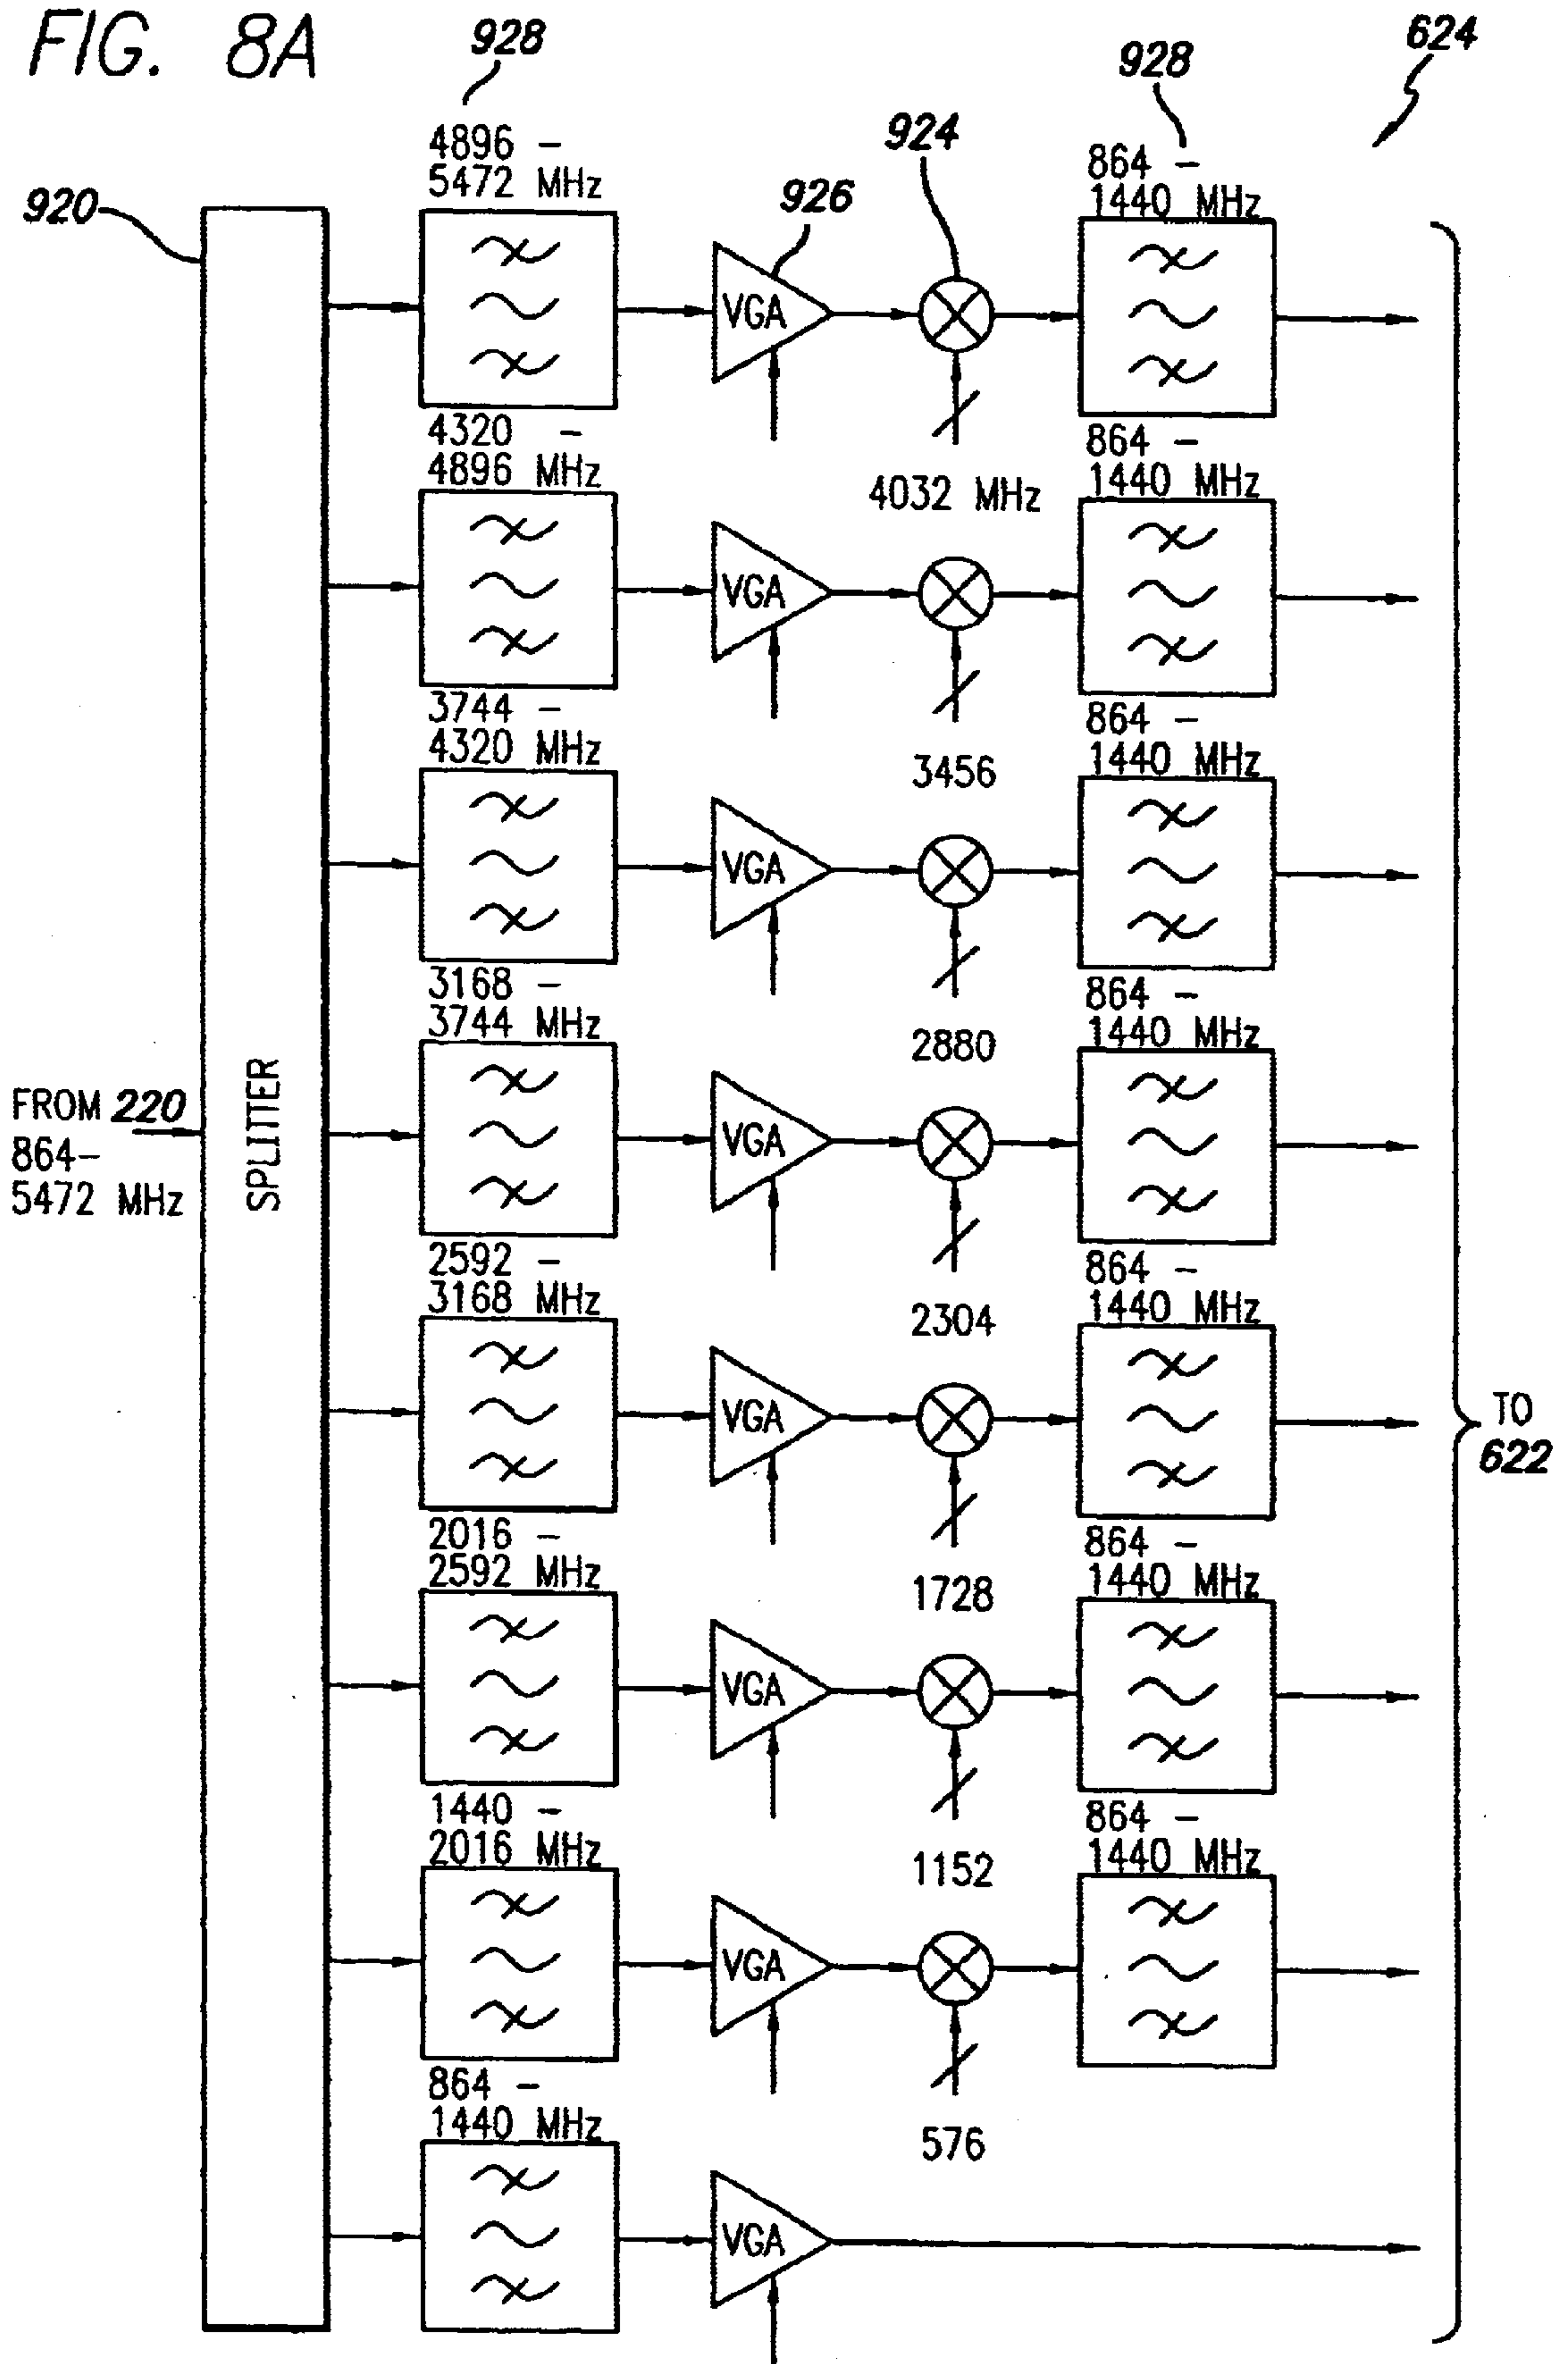 FIG. 8A
928
928
624
924
926
920
4896 -
5472 MHz
864 -
1440 MHz
VGA
4032 MHz
4320 -
4896 MHz
864 -
1440 MHz
VGA
3456
3744 -
4320 MHz
864 -
1440 MHz
VGA
2880
3168 -
3744 MHz
864 -
1440 MHz
VGA
2304
FROM 220
864-
5472 MHz
SPLITTER
2592 -
3168 MHz
864 -
1440 MHz
VGA
1728
TO
622
2016 -
2592 MHz
864 -
1440 MHz
VGA
1152
1440 -
2016 MHz
864 -
1440 MHz
VGA
576
864 -
1440 MHz
VGA